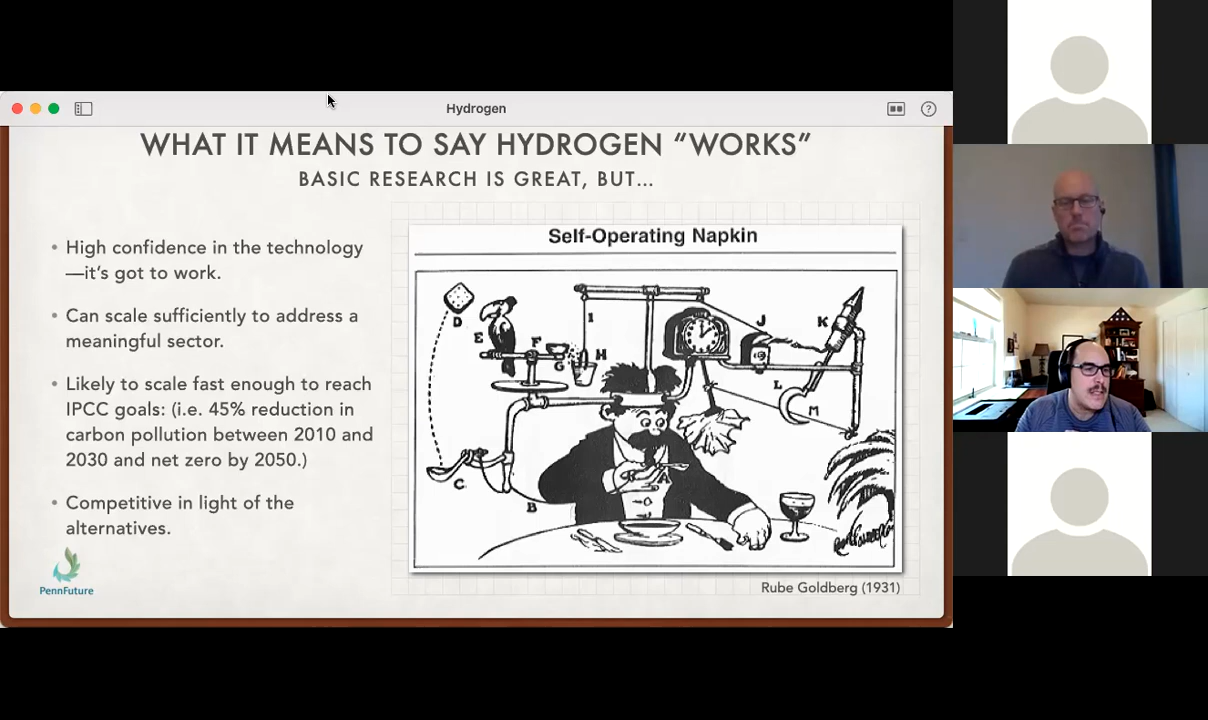 Hydrogen
WHAT IT MEANS TO SAY HYDROGEN “WORKS”
BASIC RESEARCH IS GREAT, BUT…
• High confidence in the technology
—it’s got to work.
• Can scale sufficiently to address a
meaningful sector.
• Likely to scale fast enough to reach
IPCC goals: (i.e. 45% reduction in
carbon pollution between 2010 and
2030 and net zero by 2050.)
• Competitive in light of the
alternatives.
PennFuture
Self-Operating Napkin
D
E
F
G
H
I
J
K
L
M
A
B
C
Rube Goldberg (1931)